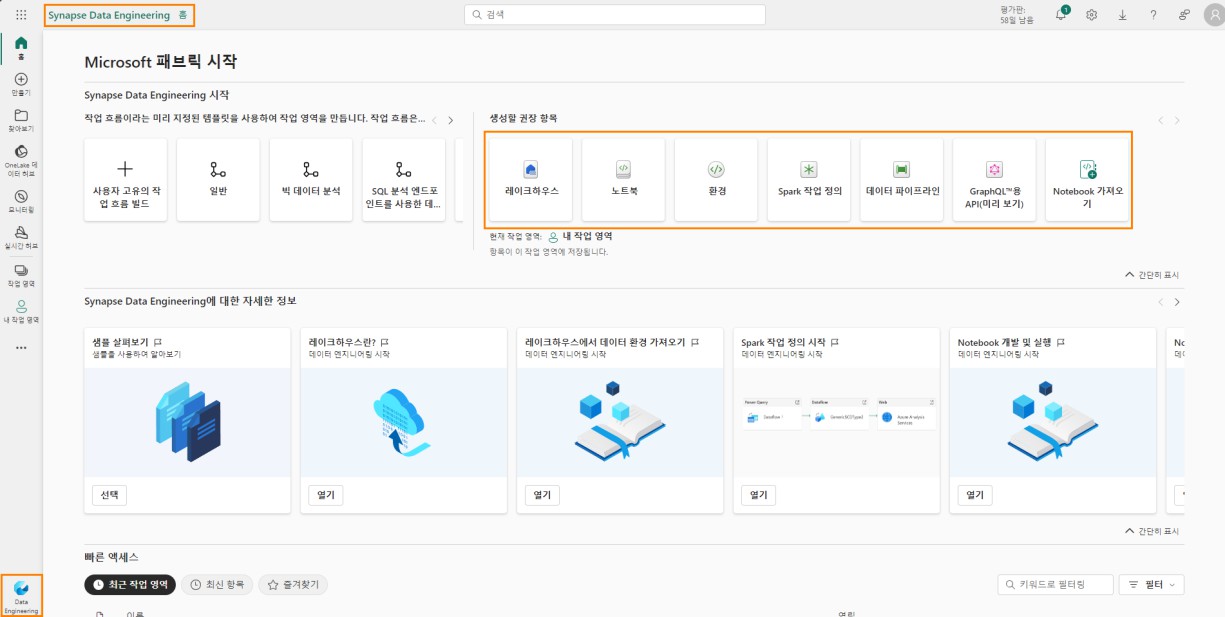 Synapse Data Engineering 홈
검색
평가판:
58일 남음
1
홈
만들기
찾아보기
OneLake 데
이터 허브
모니터링
실시간 허브
작업 영역
내 작업 영역
Data
Engineering
Microsoft 패브릭 시작
Synapse Data Engineering 시작
작업 흐름이라는 미리 지정된 템플릿을 사용하여 작업 영역을 만듭니다. 작업 흐름은...
사용자 고유의 작
업 흐름 빌드
일반
빅 데이터 분석
SQL 분석 엔드포
인트를 사용한 데...
생성할 권장 항목
레이크하우스
노트북
환경
Spark 작업 정의
데이터 파이프라인
GraphQL™용
API(미리 보기)
Notebook 가져오
기
현재 작업 영역: 내 작업 영역
항목이 이 작업 영역에 저장됩니다.
간단히 표시
Synapse Data Engineering에 대한 자세한 정보
샘플 살펴보기
샘플을 사용하여 알아보기
선택
레이크하우스란?
데이터 엔지니어링 시작
열기
레이크하우스에서 데이터 환경 가져오기
데이터 엔지니어링 시작
열기
Spark 작업 정의 시작
데이터 엔지니어링 시작
Power Query
Dataflow
Web
Dataflow 1
Azure Analysis
Services
열기
Notebook 개발 및 실행
데이터 엔지니어링 시작
열기
간단히 표시
빠른 액세스
최근 작업 영역
최신 항목
즐겨찾기
키워드로 필터링
필터
이름